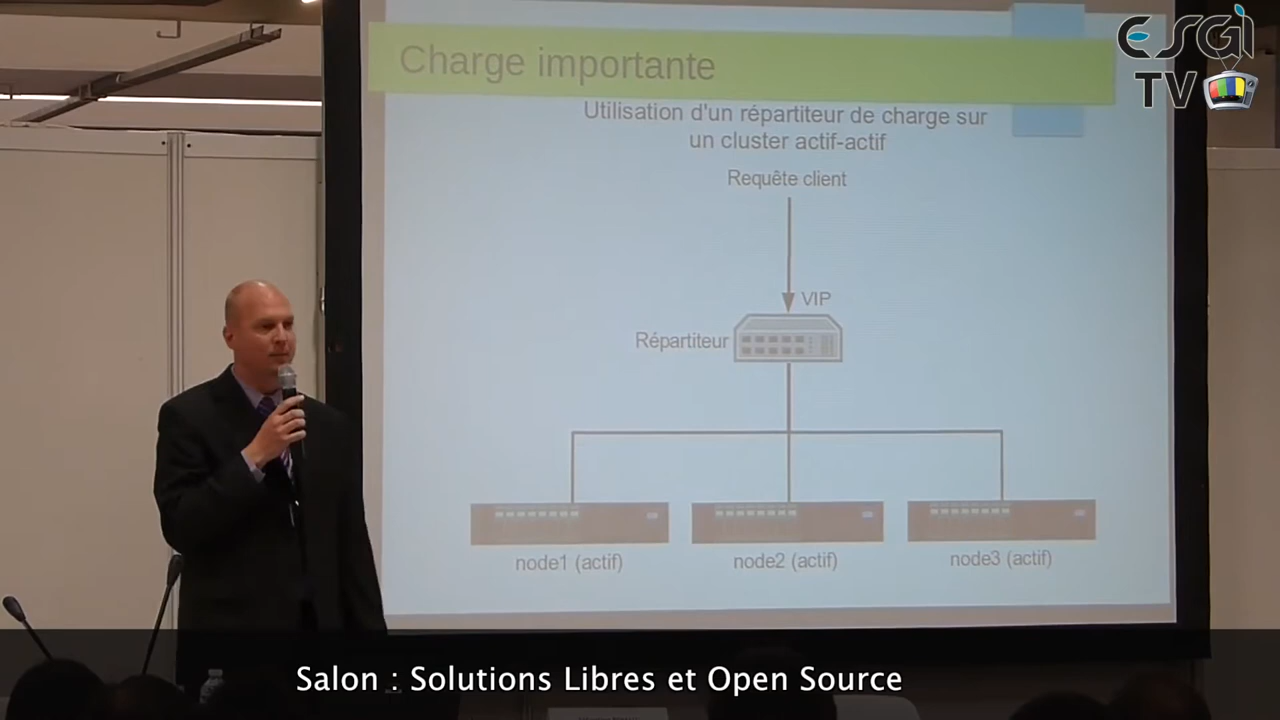 ESGI
TV
Charge importante
Utilisation d'un répartiteur de charge sur
un cluster actif-actif
Requête client
VIP
Répartiteur
node1 (actif)
node2 (actif)
node3 (actif)
Salon : Solutions Libres et Open Source